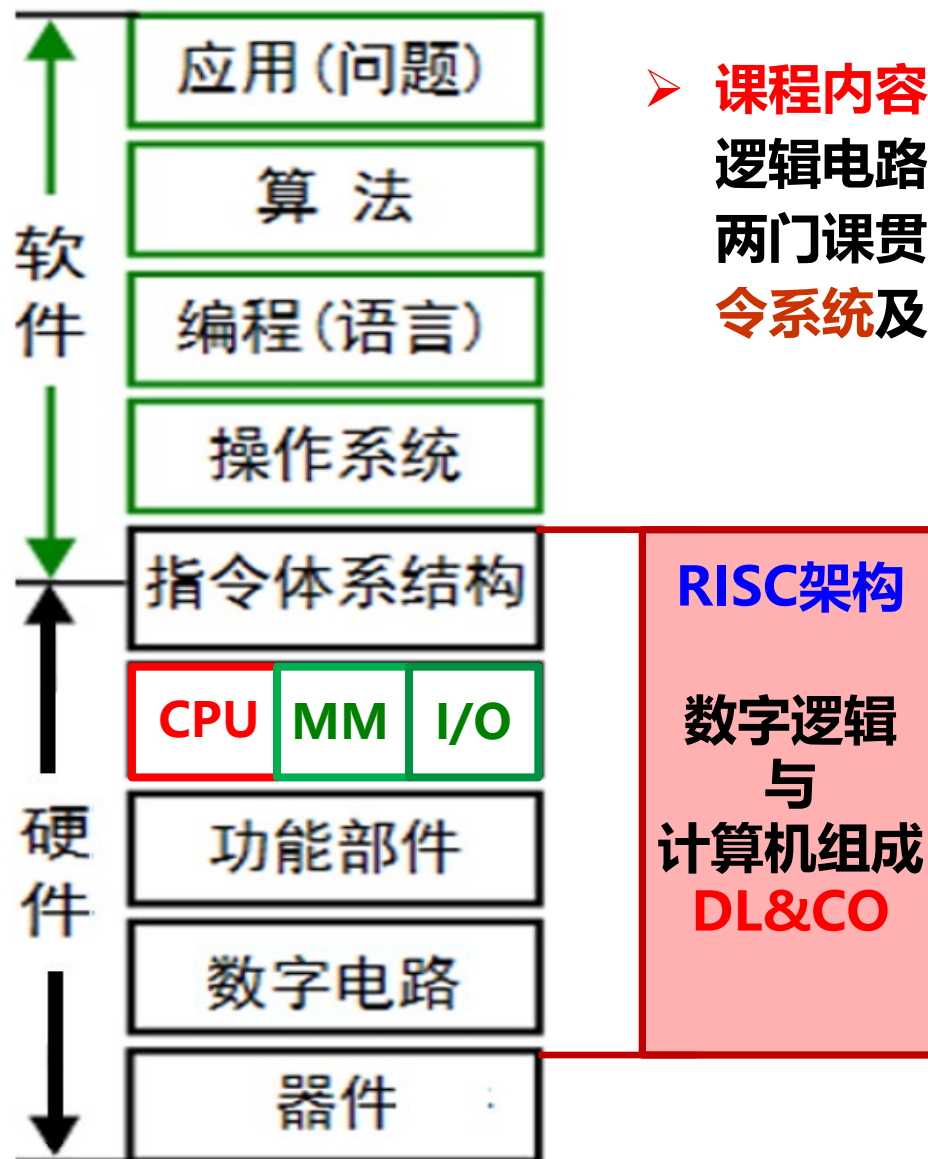 应用(问题)
算 法
编程(语言)
操作系统
指令体系结构
CPU MM I/O
功能部件
数字电路
器件
软件
硬件
➢ 课程内容
逻辑电路
两门课贯
令系统及
RISC架构
数字逻辑
与
计算机组成
DL&CO